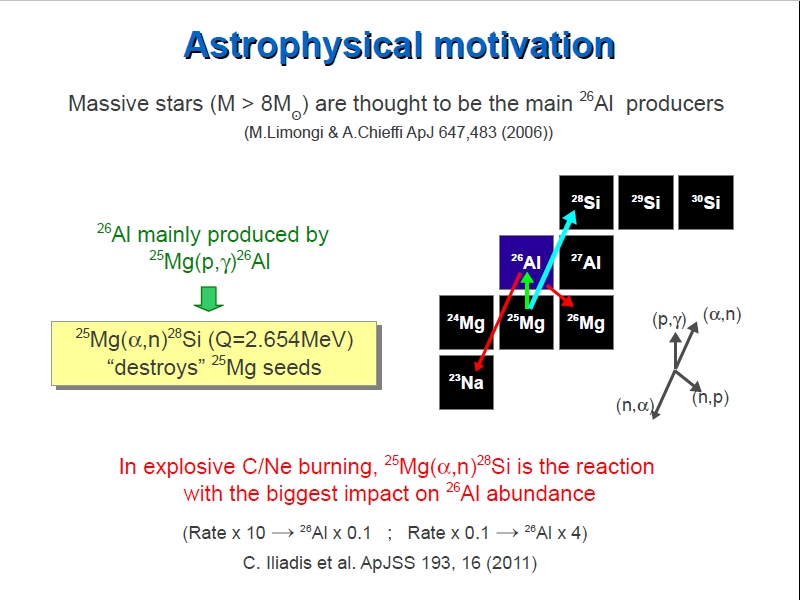 Astrophysical motivation
Massive stars (M > 8M☉) are thought to be the main ²⁶Al producers
(M.Limongi & A.Chieffi ApJ 647,483 (2006))
²⁶Al mainly produced by
²⁵Mg(p,γ)²⁶Al
²⁵Mg(α,n)²⁸Si (Q=2.654MeV)
“destroys” ²⁵Mg seeds
²⁸Si ²⁹Si ³⁰Si
²⁶Al ²⁷Al
²⁴Mg ²⁵Mg ²⁶Mg
²³Na
(p,γ) (α,n)
(n,α) (n,p)
In explosive C/Ne burning, ²⁵Mg(α,n)²⁸Si is the reaction
with the biggest impact on ²⁶Al abundance
(Rate x 10 → ²⁶Al x 0.1 ; Rate x 0.1 → ²⁶Al x 4)
C. Iliadis et al. ApJSS 193, 16 (2011)